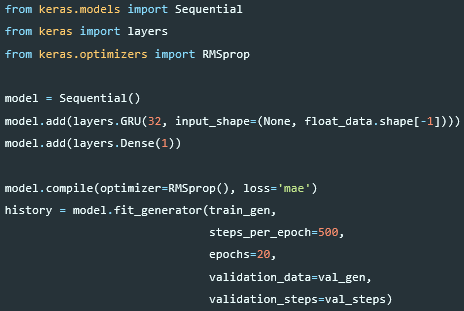 from keras.models import Sequential
from keras import layers
from keras.optimizers import RMSprop
model = Sequential()
model.add(layers.GRU(32, input_shape=(None, float_data.shape[-1])))
model.add(layers.Dense(1))
model.compile(optimizer=RMSprop(), loss='mae')
history = model.fit_generator(train_gen,
steps_per_epoch=500,
epochs=20,
validation_data=val_gen,
validation_steps=val_steps)